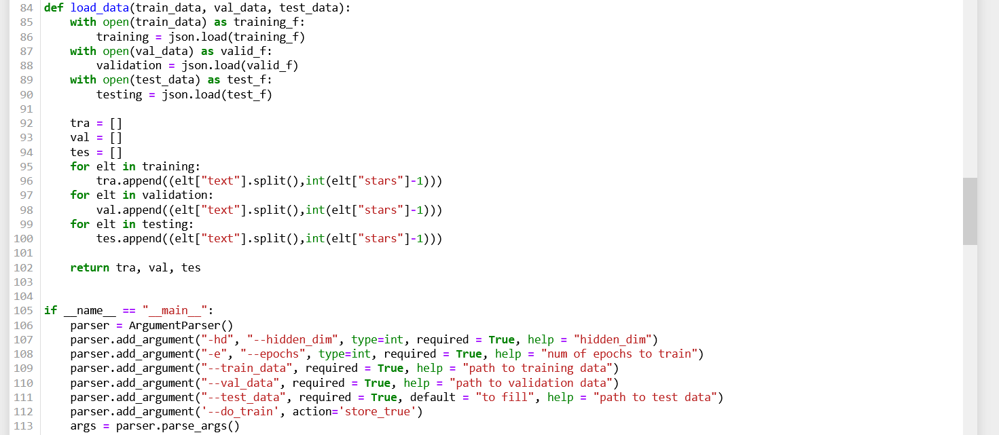 84 def load_data(train_data, val_data, test_data):
85     with open(train_data) as training_f:
86         training = json.load(training_f)
87     with open(val_data) as valid_f:
88         validation = json.load(valid_f)
89     with open(test_data) as test_f:
90         testing = json.load(test_f)
91
92     tra = []
93     val = []
94     tes = []
95     for elt in training:
96         tra.append((elt["text"].split(),int(elt["stars"]-1)))
97     for elt in validation:
98         val.append((elt["text"].split(),int(elt["stars"]-1)))
99     for elt in testing:
100         tes.append((elt["text"].split(),int(elt["stars"]-1)))
101
102     return tra, val, tes
103
104
105 if __name__ == "__main__":
106     parser = ArgumentParser()
107     parser.add_argument("-hd", "--hidden_dim", type=int, required = True, help = "hidden_dim")
108     parser.add_argument("-e", "--epochs", type=int, required = True, help = "num of epochs to train")
109     parser.add_argument("--train_data", required = True, help = "path to training data")
110     parser.add_argument("--val_data", required = True, help = "path to validation data")
111     parser.add_argument("--test_data", required = True, default = "to fill", help = "path to test data")
112     parser.add_argument('--do_train', action='store_true')
113     args = parser.parse_args()